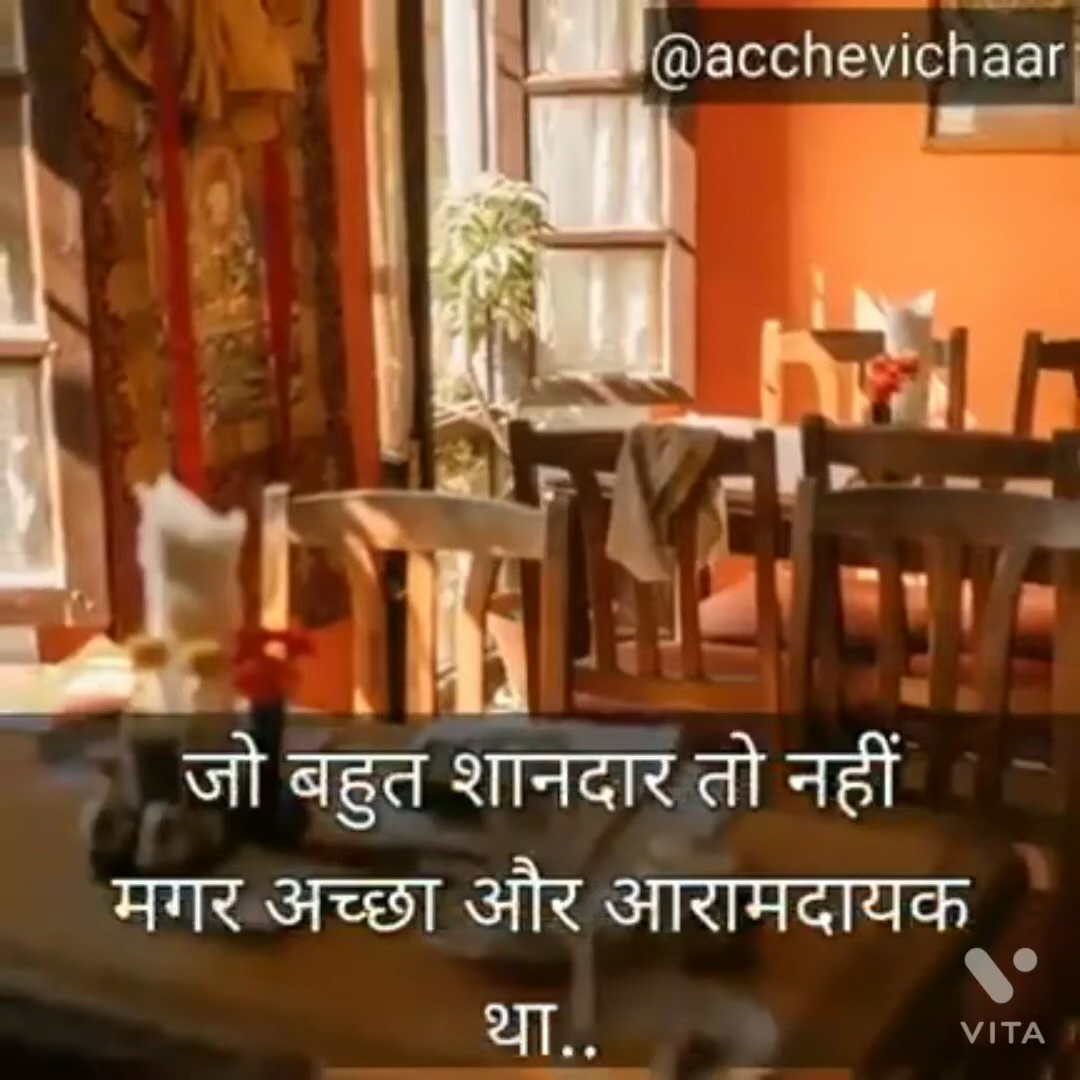 @acchevichaar
जो बहुत शानदार तो नहीं
मगर अच्छा और आरामदायक
था..
VITA